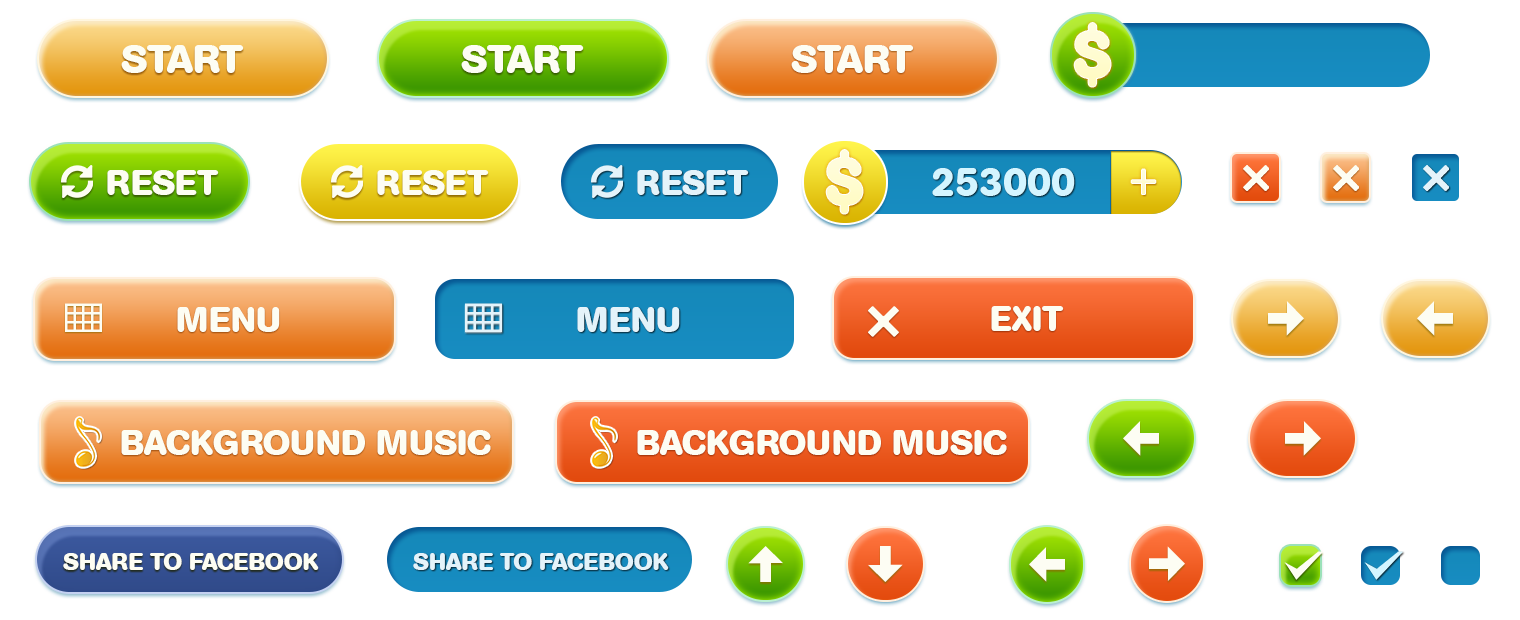 START
START
START
$
RESET
RESET
RESET
$ 253000 +
MENU
MENU
EXIT
BACKGROUND MUSIC
BACKGROUND MUSIC
SHARE TO FACEBOOK
SHARE TO FACEBOOK